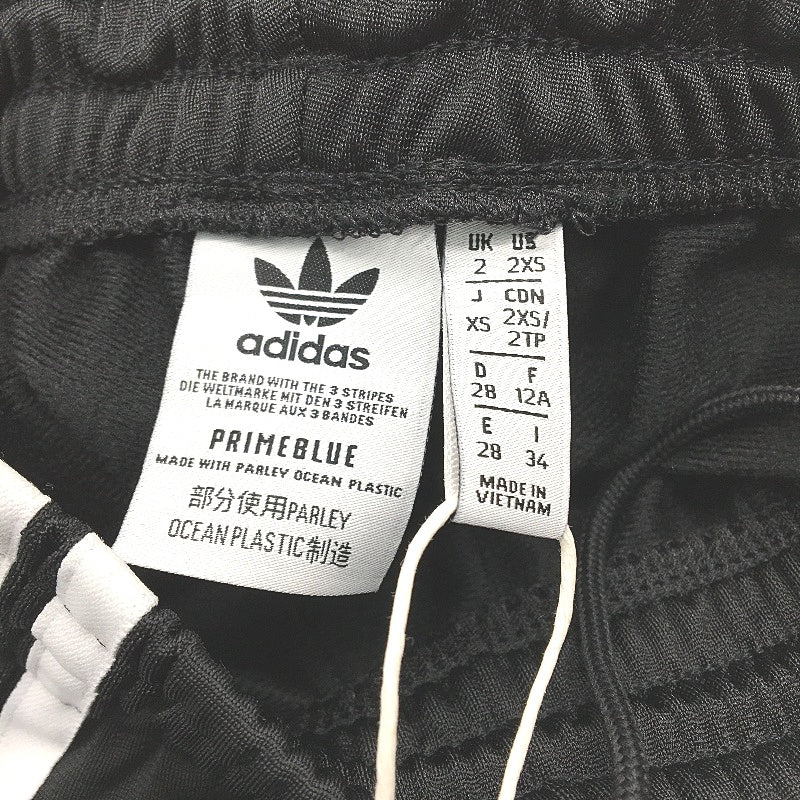 adidas
THE BRAND WITH THE 3 STRIPES
DIE WELTMARKE MIT DEN 3 STREIFEN
LA MARQUE AUX 3 BANDES
PRIMEBLUE
MADE WITH PARLEY OCEAN PLASTIC
部分使用PARLEY
OCEAN PLASTIC制造
UK US
2 2XS
J CDN
XS 2XS/
2TP
D F
28 12A
E I
28 34
MADE IN
VIETNAM